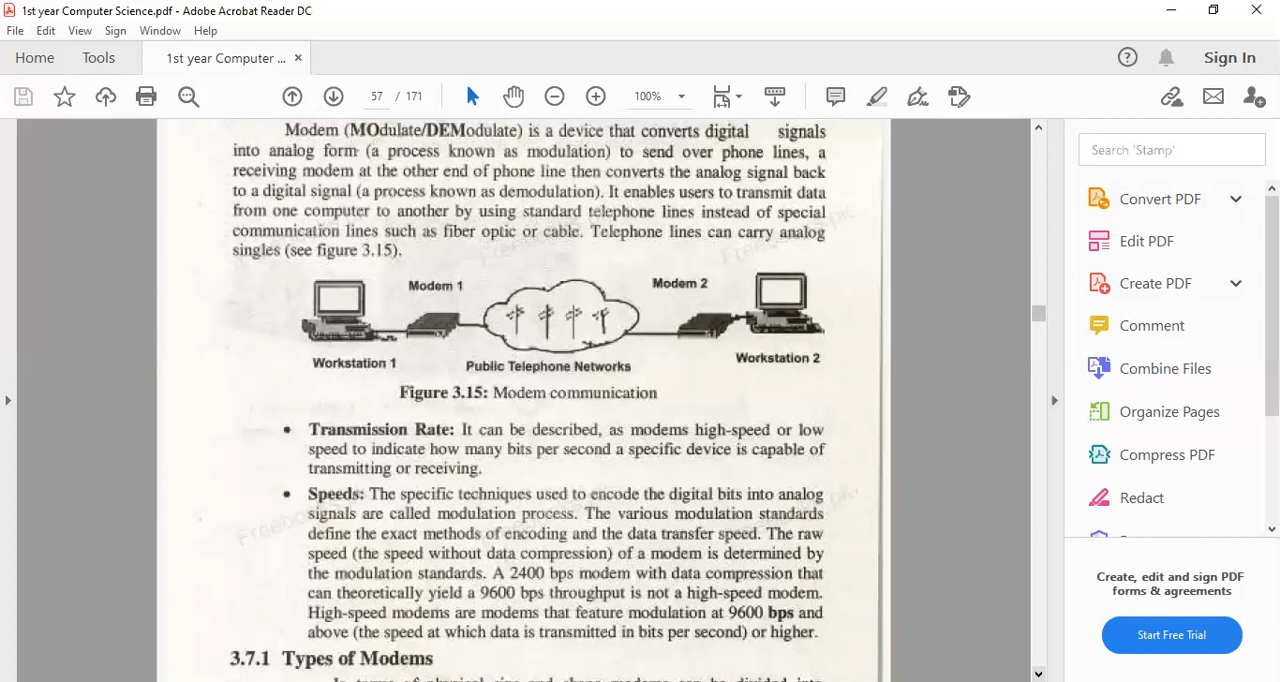 1st year Computer Science.pdf - Adobe Acrobat Reader DC
File Edit View Sign Window Help
Home Tools 1st year Computer ... × Sign In
57 / 171 100%
Modem (MOdulate/DEModulate) is a device that converts digital signals
into analog form (a process known as modulation) to send over phone lines, a
receiving modem at the other end of phone line then converts the analog signal back
to a digital signal (a process known as demodulation). It enables users to transmit data
from one computer to another by using standard telephone lines instead of special
communication lines such as fiber optic or cable. Telephone lines can carry analog
singles (see figure 3.15).
Modem 1
Modem 2
Workstation 1
Public Telephone Networks
Workstation 2
Figure 3.15: Modem communication
• Transmission Rate: It can be described, as modems high-speed or low
speed to indicate how many bits per second a specific device is capable of
transmitting or receiving.
• Speeds: The specific techniques used to encode the digital bits into analog
signals are called modulation process. The various modulation standards
define the exact methods of encoding and the data transfer speed. The raw
speed (the speed without data compression) of a modem is determined by
the modulation standards. A 2400 bps modem with data compression that
can theoretically yield a 9600 bps throughput is not a high-speed modem.
High-speed modems are modems that feature modulation at 9600 bps and
above (the speed at which data is transmitted in bits per second) or higher.
3.7.1 Types of Modems
Search 'Stamp'
Convert PDF
Edit PDF
Create PDF
Comment
Combine Files
Organize Pages
Compress PDF
Redact
Create, edit and sign PDF
forms & agreements
Start Free Trial